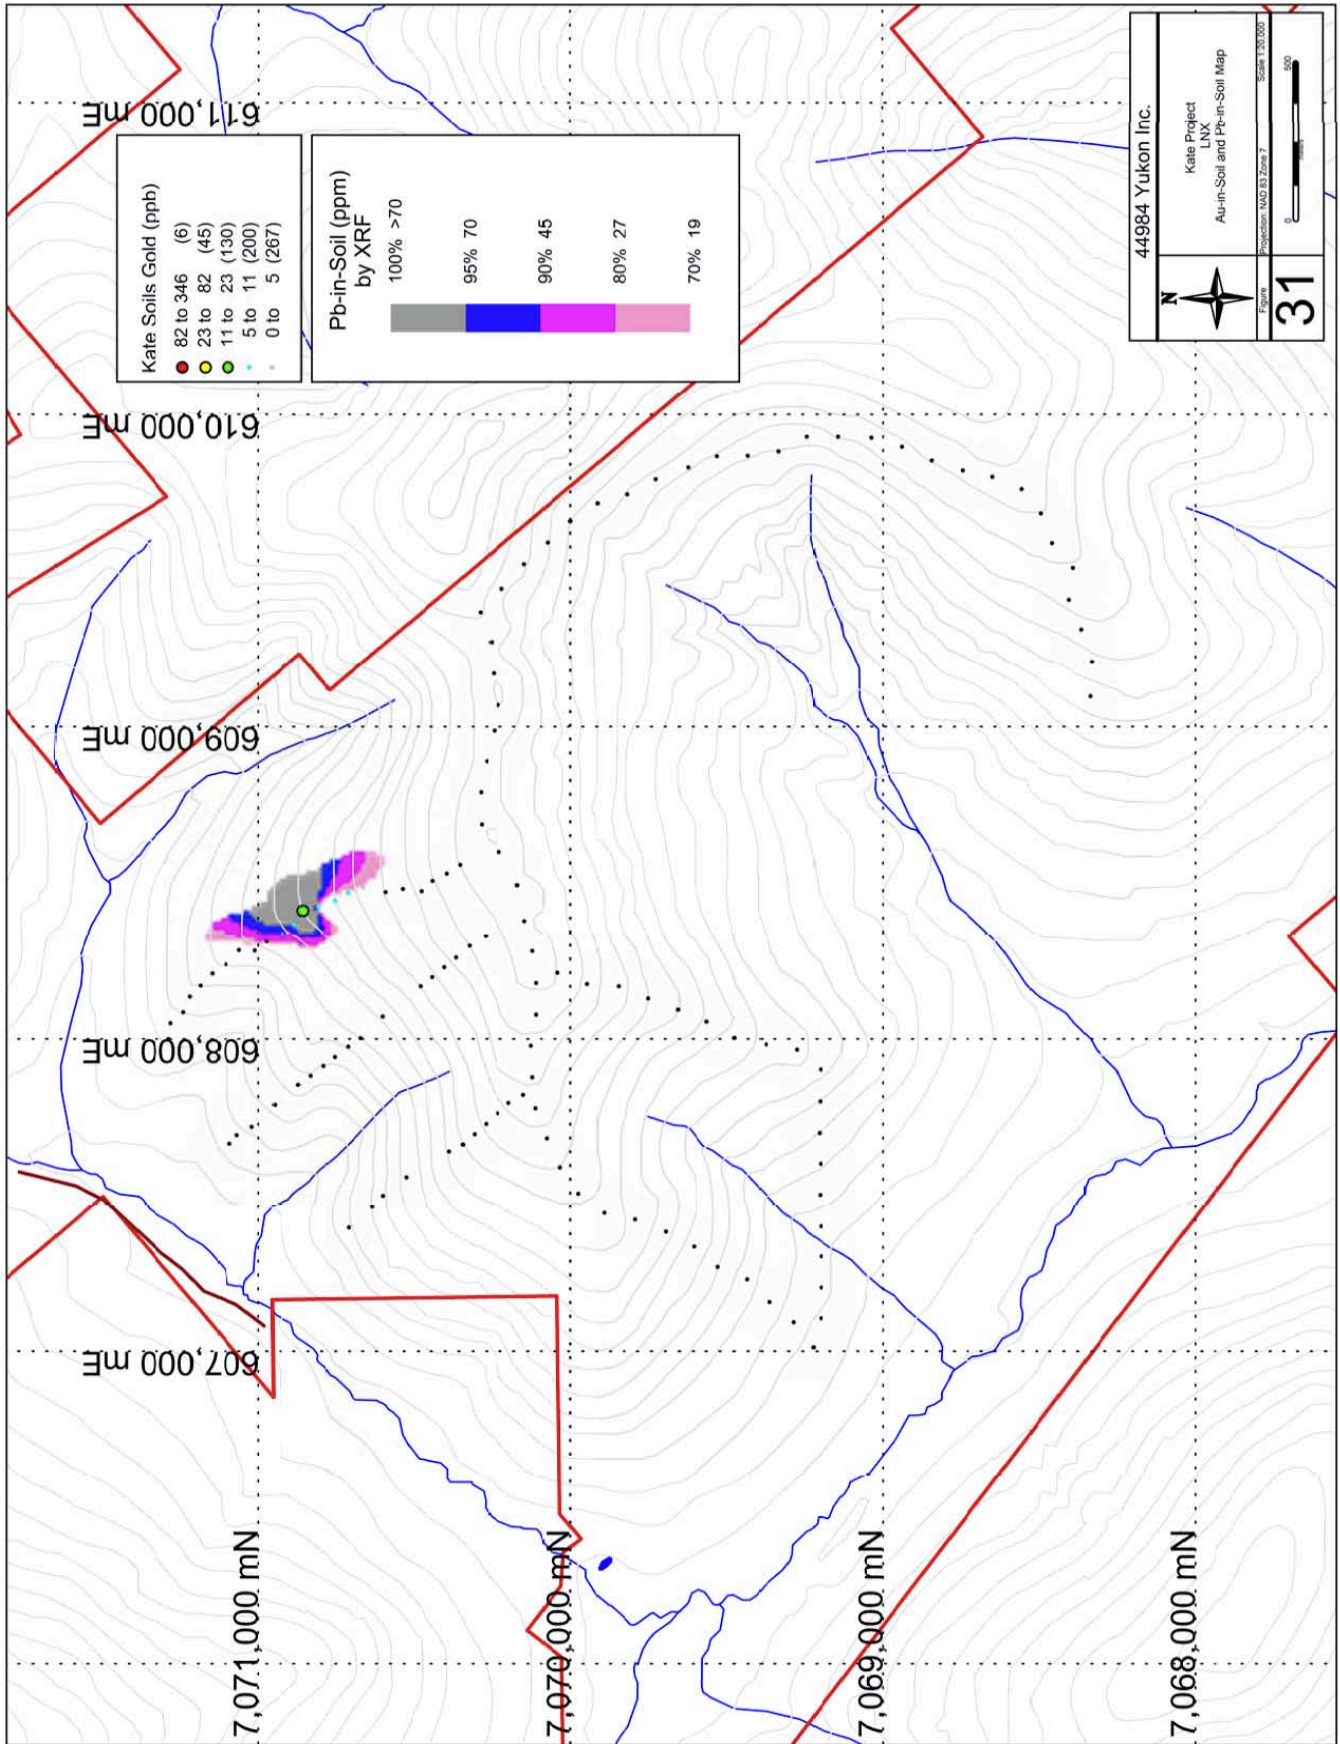 611,000 mE
610,000 mE
609,000 mE
608,000 mE
607,000 mE
7,071,000 mN
7,070,000 mN
7,069,000 mN
7,068,000 mN
Kate Soils Gold (ppb)
82 to 346 (6)
23 to 82 (45)
11 to 23 (130)
5 to 11 (200)
0 to 5 (267)
Pb-in-Soil (ppm)
by XRF
100% >70
95% 70
90% 45
80% 27
70% 19
44984 Yukon Inc.
N
Kate Project
LNX
Au-in-Soil and Pb-in-Soil Map
Figure
31
Projection: NAD 83 Zone 7
Scale 1:20,000
0 500
meters